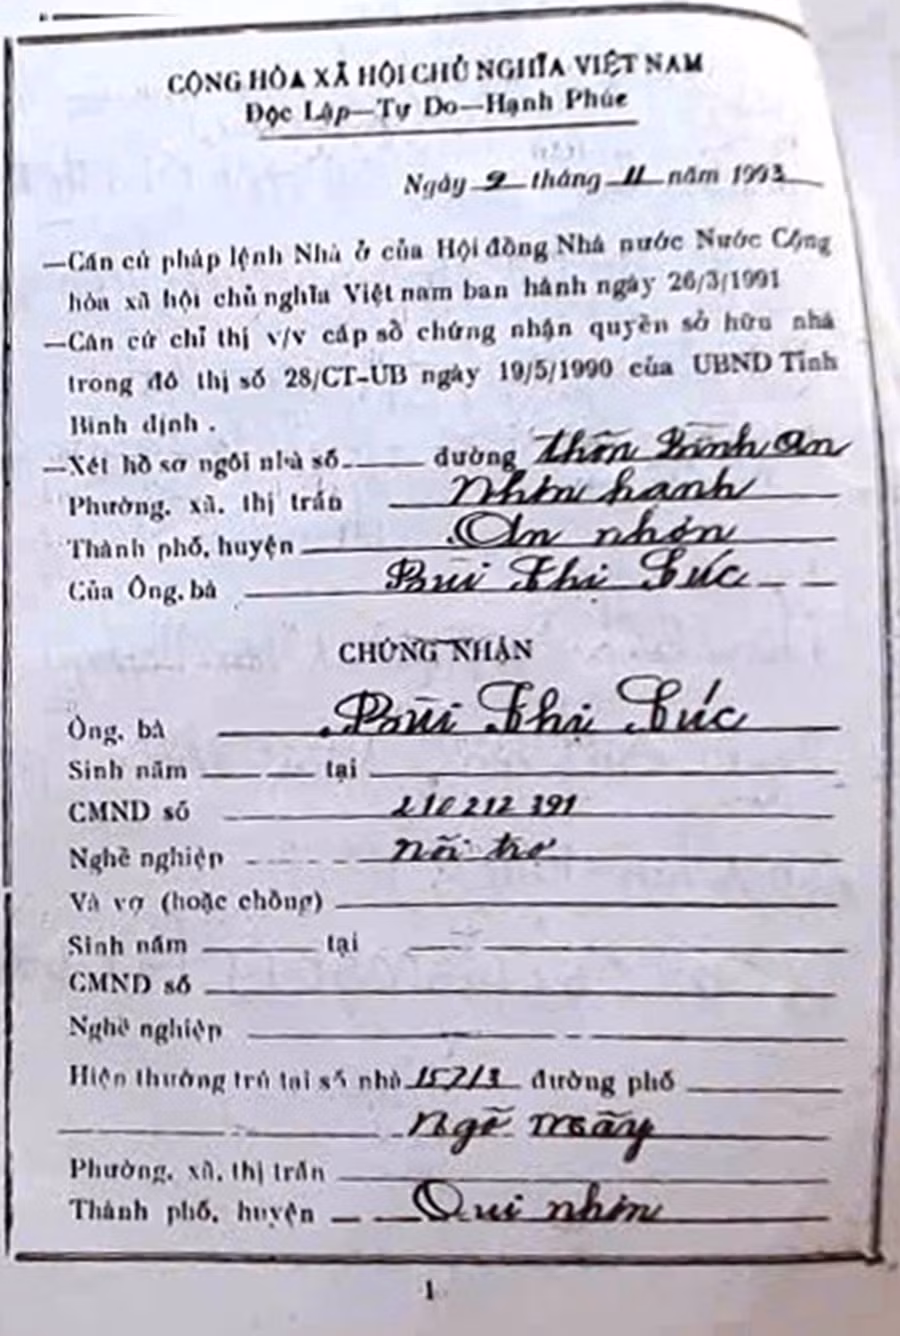 CỘNG HÒA XÃ HỘI CHỦ NGHĨA VIỆT NAM
Độc Lập—Tự Do—Hạnh Phúc
Ngày 9 tháng 11 năm 1993
—Căn cứ pháp lệnh Nhà ở của Hội đồng Nhà nước Nước Cộng
hòa xã hội chủ nghĩa Việt nam ban hành ngày 26/3/1991
—Căn cứ chỉ thị v/v cấp sổ chứng nhận quyền sở hữu nhà
trong đô thị số 28/CT-UB ngày 19/5/1990 của UBND Tỉnh
Bình định .
—Xét hồ sơ ngôi nhà số đường thôn Bình An
Phường, xã, thị trấn Nhơn hạnh
Thành phố, huyện An nhơn
Của Ông, bà Bùi Thị Túc
CHỨNG NHẬN
Ông, bà Bùi Thị Túc
Sinh năm tại
CMND số 210212391
Nghề nghiệp nội trợ
Và vợ (hoặc chồng)
Sinh năm tại
CMND số
Nghề nghiệp
Hiện thường trú tại số nhà 157/3 đường phố
Ngô Mây
Phường, xã, thị trấn
Thành phố, huyện Qui nhơn
1